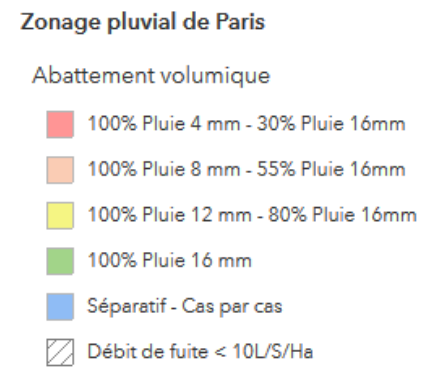 Zonage pluvial de Paris
Abattement volumique
100% Pluie 4 mm - 30% Pluie 16mm
100% Pluie 8 mm - 55% Pluie 16mm
100% Pluie 12 mm - 80% Pluie 16mm
100% Pluie 16 mm
Séparatif - Cas par cas
Débit de fuite < 10L/S/Ha